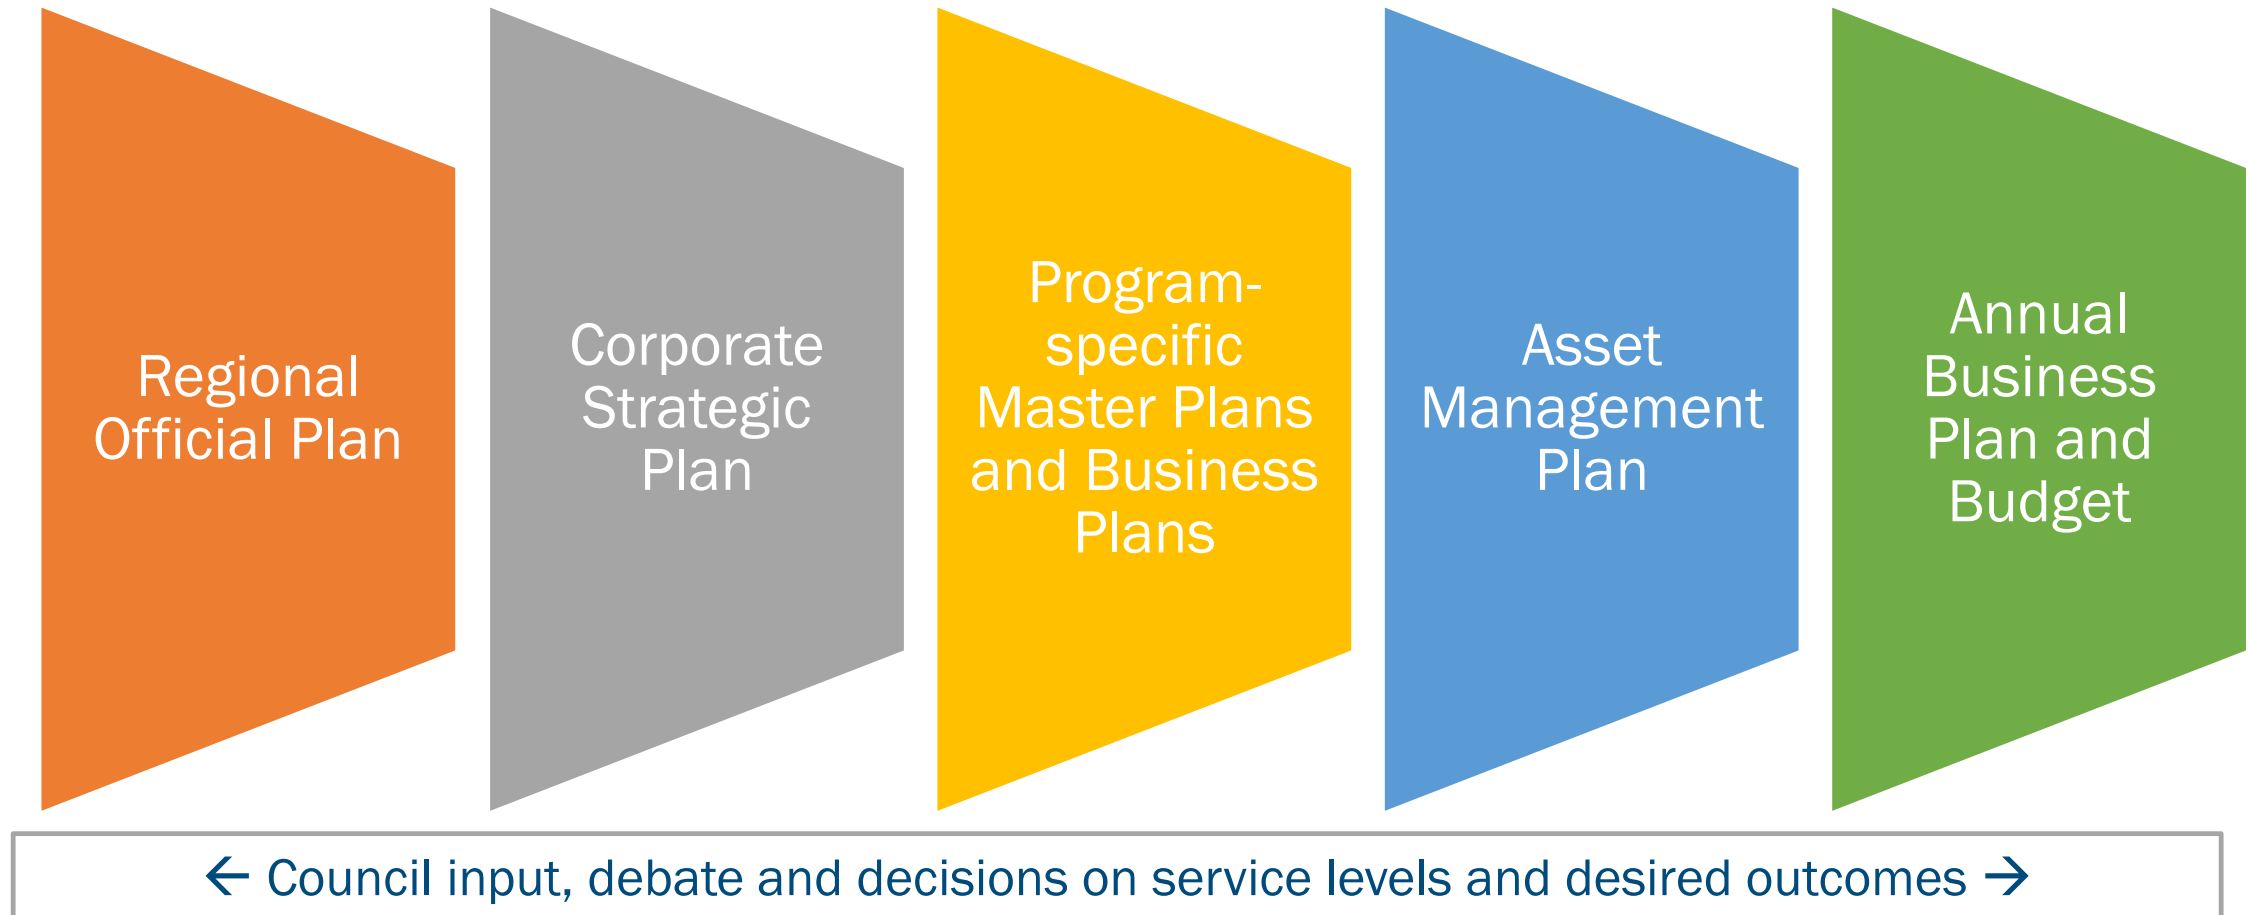 Regional
Official Plan
Corporate
Strategic
Plan
Program-
specific
Master Plans
and Business
Plans
Asset
Management
Plan
Annual
Business
Plan and
Budget
← Council input, debate and decisions on service levels and desired outcomes →